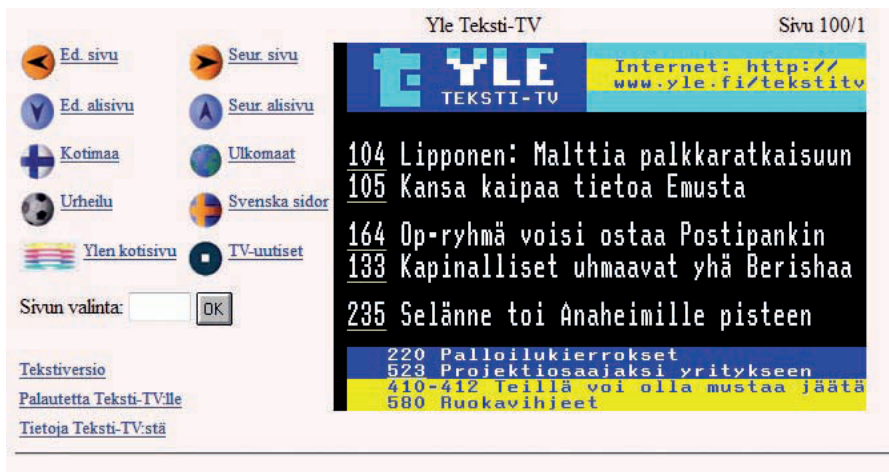 Yle Teksti-TV
Sivu 100/1
Ed. sivu
Seur. sivu
Ed. alisivu
Seur. alisivu
Kotimaa
Ulkomaat
Urheilu
Svenska sidor
Ylen kotisivu
TV-uutiset
Sivun valinta:
OK
Tekstiversio
Palautetta Teksti-TV:lle
Tietoja Teksti-TV:stä
YLE
TEKSTI-TV
Internet: http://
www.yle.fi/tekstitv
104 Lipponen: Malttia palkkaratkaisuun
105 Kansa kaipaa tietoa Emusta
164 Op-ryhmä voisi ostaa Postipankin
133 Kapinalliset uhmaavat yhä Berishaa
235 Selänne toi Anaheimille pisteen
220 Palloilukierrokset
523 Projektiosaajaksi yritykseen
410-412 Teillä voi olla mustaa jäätä
580 Ruokavihjeet